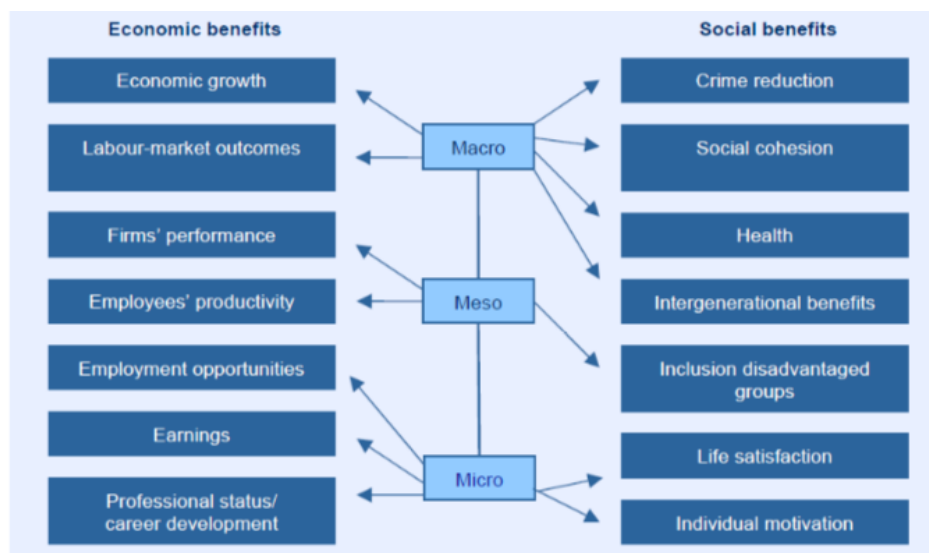 Economic benefits
Social benefits
Economic growth
Crime reduction
Labour-market outcomes
Macro
Social cohesion
Firms' performance
Health
Employees' productivity
Meso
Intergenerational benefits
Employment opportunities
Inclusion disadvantaged
groups
Earnings
Life satisfaction
Micro
Professional status/
career development
Individual motivation